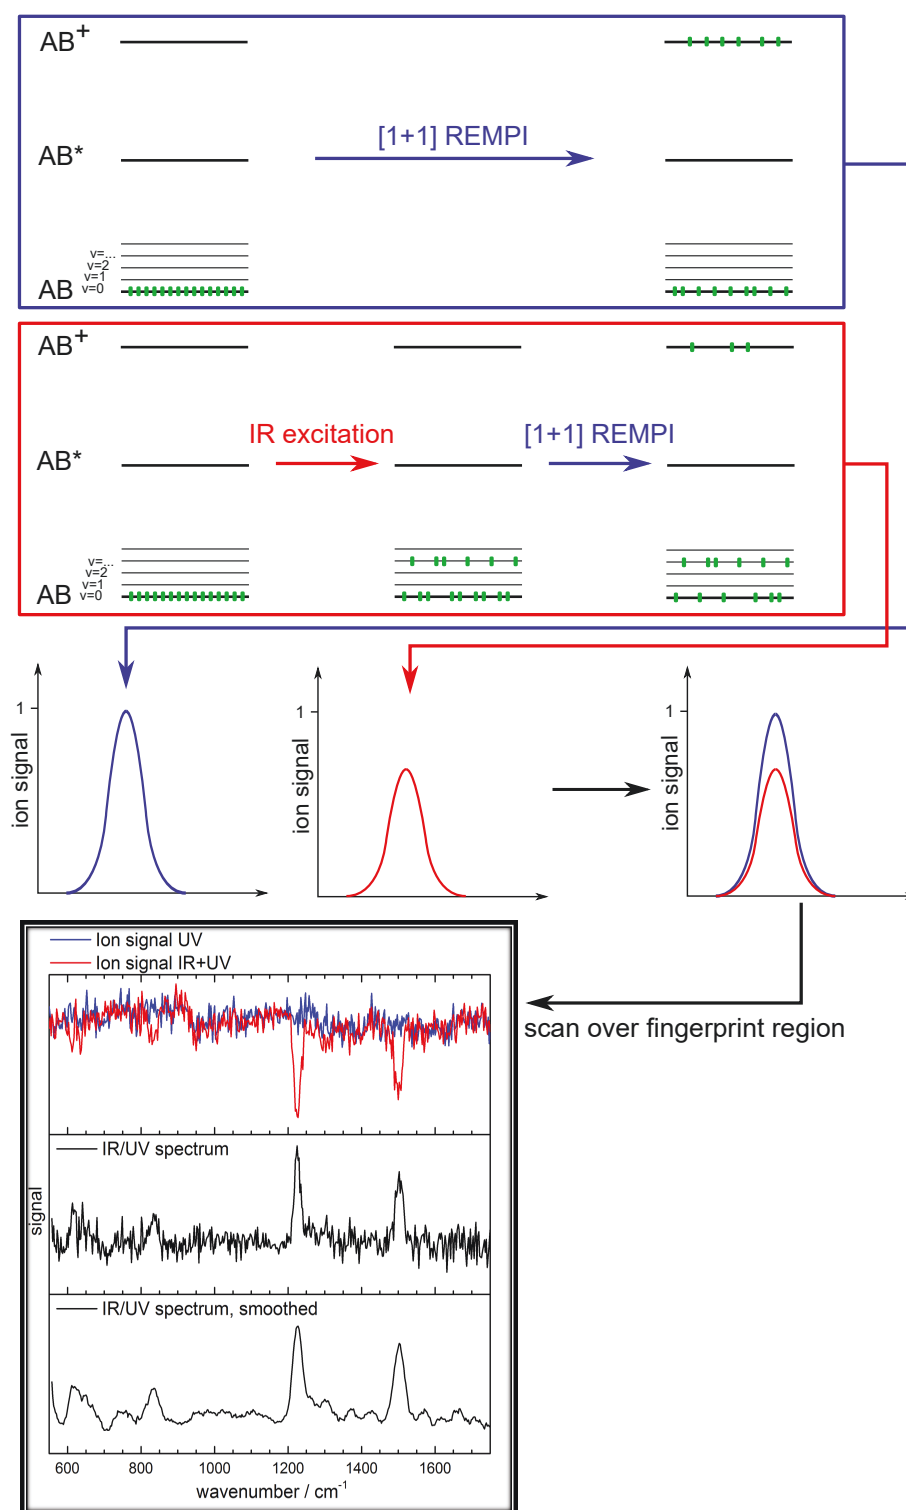 AB+
AB*
[1+1] REMPI
v=...
v=2
v=1
v=0
AB
AB+
IR excitation
[1+1] REMPI
AB*
v=...
v=2
v=1
v=0
AB
1
ion signal
1
ion signal
1
ion signal
Ion signal UV
Ion signal IR+UV
scan over fingerprint region
IR/UV spectrum
signal
IR/UV spectrum, smoothed
600 800 1000 1200 1400 1600
wavenumber / cm⁻¹